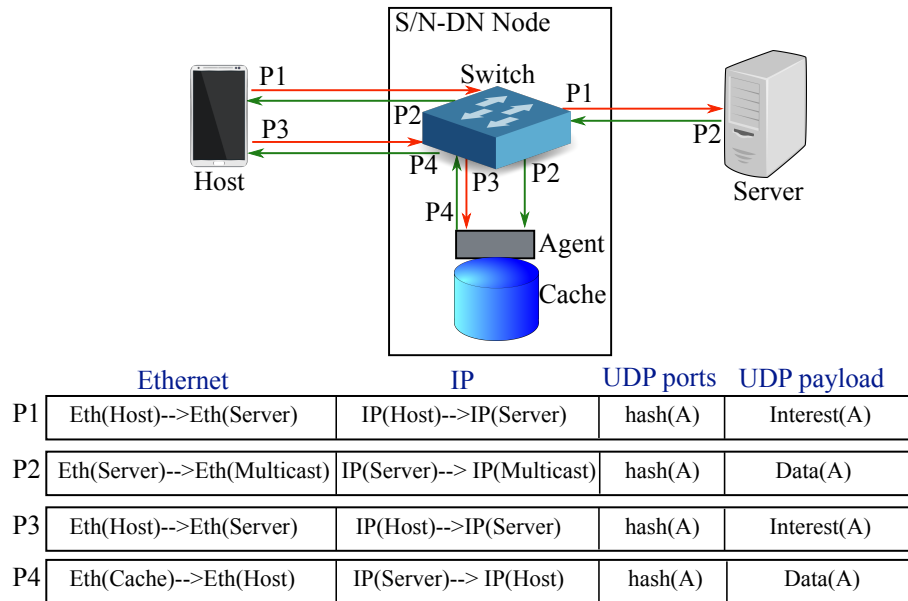 S/N-DN Node
Switch
P1
P1
P2
P2
P3
P4
P3
P2
P4
Host
Server
Agent
Cache
Ethernet IP UDP ports UDP payload
P1 Eth(Host)-->Eth(Server) IP(Host)-->IP(Server) hash(A) Interest(A)
P2 Eth(Server)-->Eth(Multicast) IP(Server)--> IP(Multicast) hash(A) Data(A)
P3 Eth(Host)-->Eth(Server) IP(Host)-->IP(Server) hash(A) Interest(A)
P4 Eth(Cache)-->Eth(Host) IP(Server)--> IP(Host) hash(A) Data(A)